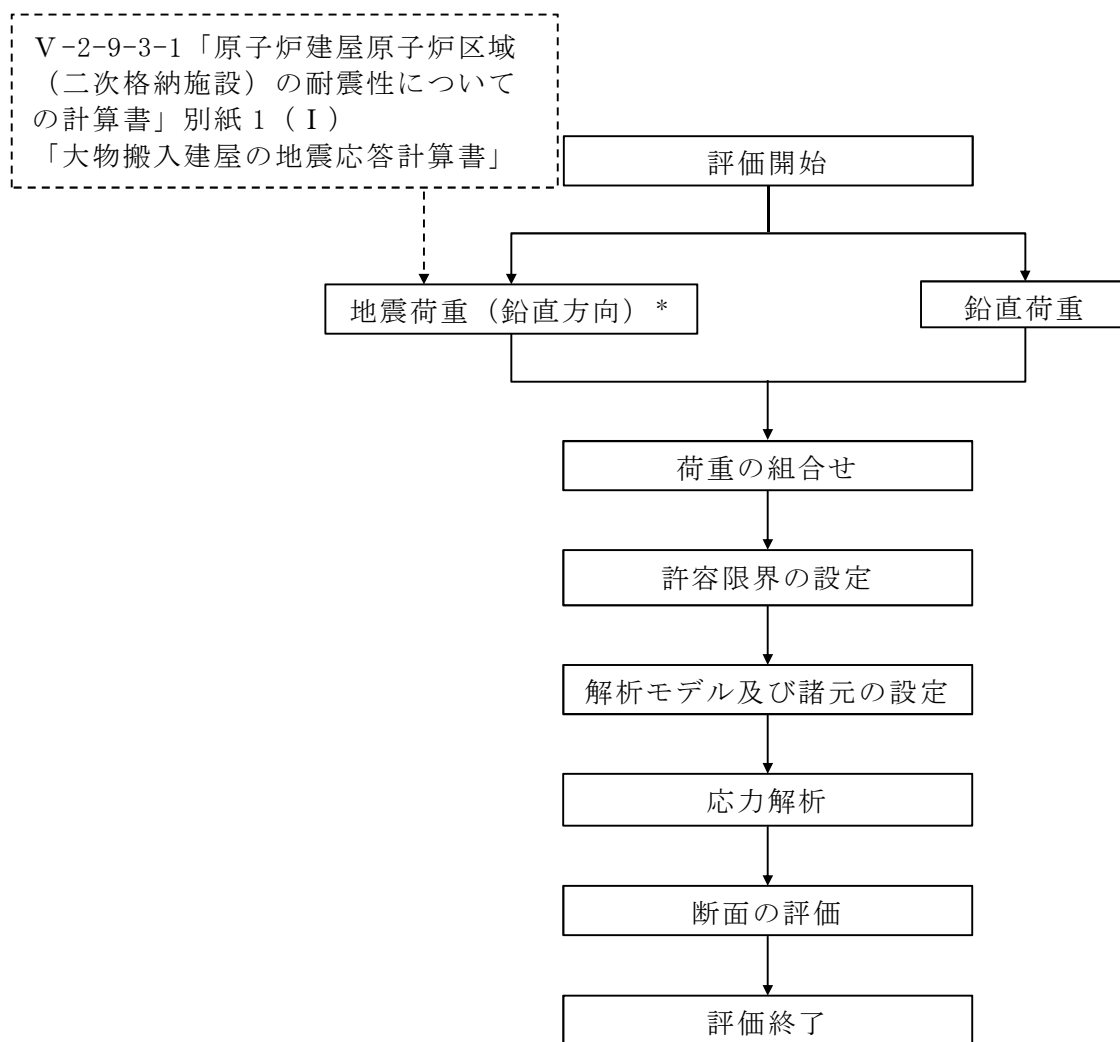 Ⅴ-2-9-3-1「原子炉建屋原子炉区域
（二次格納施設）の耐震性について
の計算書」別紙1（Ⅰ）
「大物搬入建屋の地震応答計算書」
評価開始
地震荷重（鉛直方向）*
鉛直荷重
荷重の組合せ
許容限界の設定
解析モデル及び諸元の設定
応力解析
断面の評価
評価終了